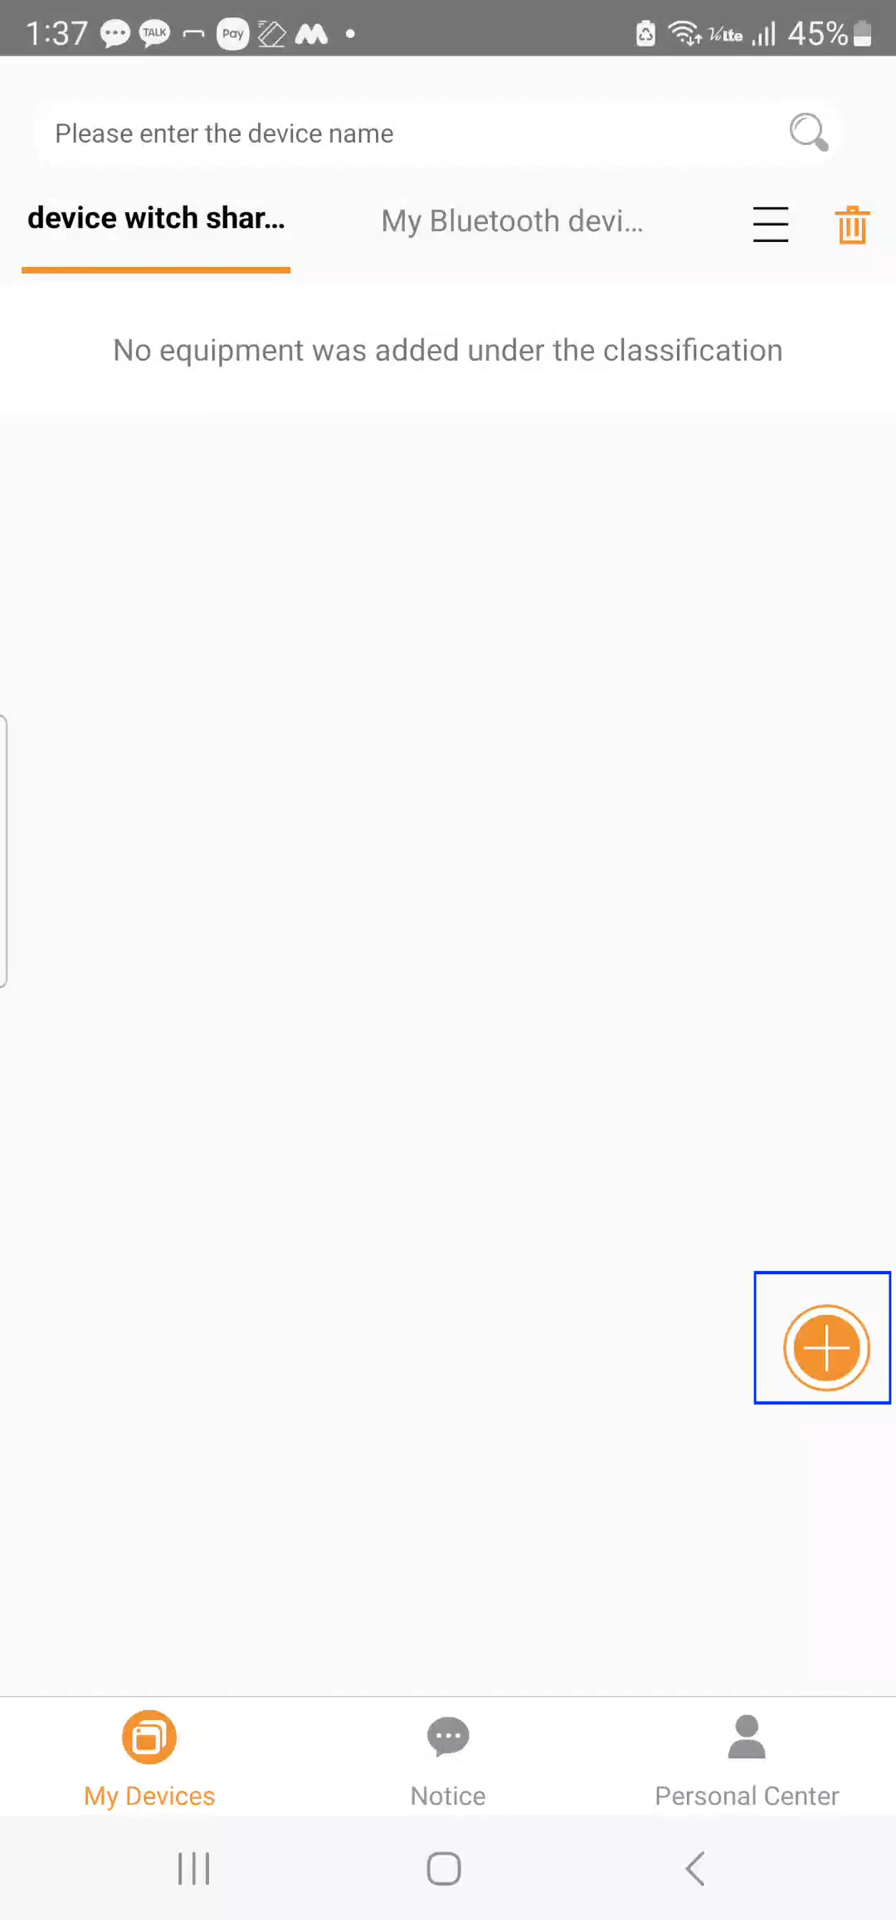 1:37 TALK Pay VoLte 45%
Please enter the device name
device witch shar... My Bluetooth devi...
No equipment was added under the classification
My Devices Notice Personal Center